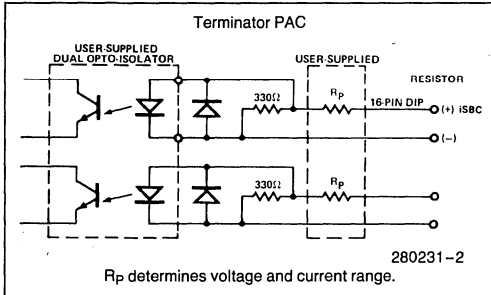 Terminator PAC
USER-SUPPLIED
DUAL OPTO-ISOLATOR
USER-SUPPLIED
RESISTOR
330Ω
RP
16-PIN DIP
(+) iSBC
(-)
330Ω
RP
280231-2
RP determines voltage and current range.